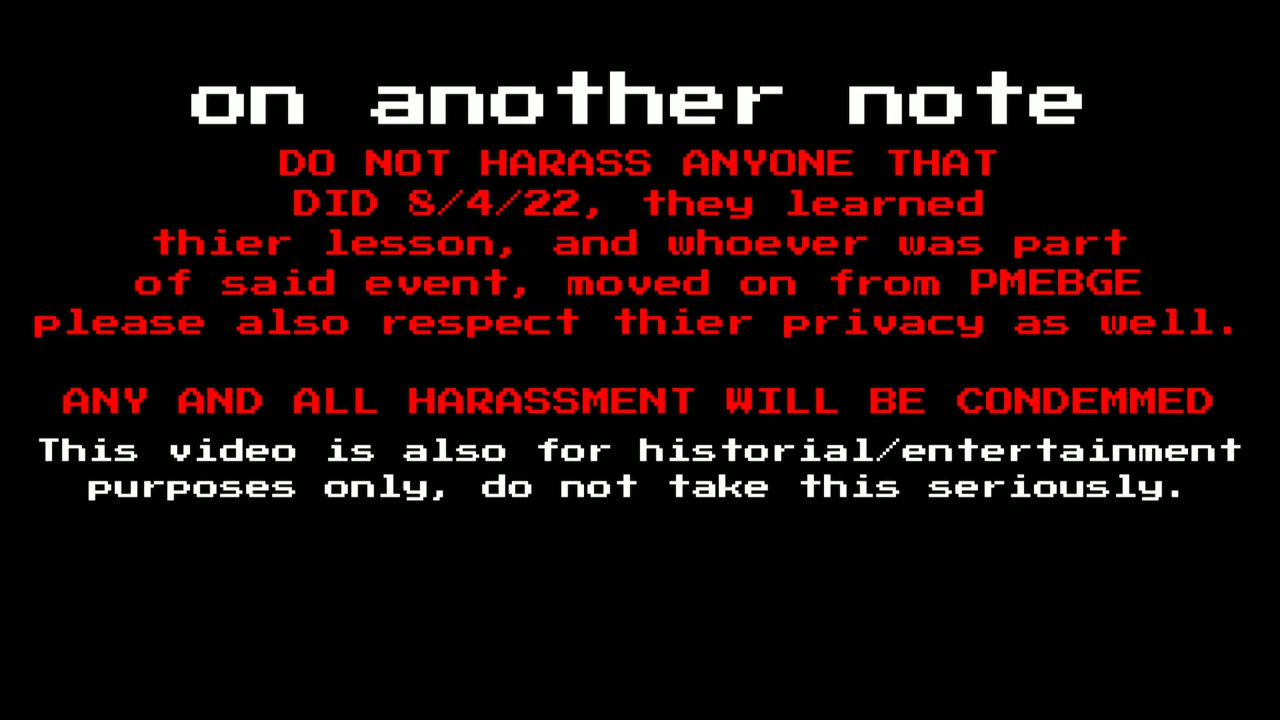 on another note
DO NOT HARASS ANYONE THAT
DID 8/4/22, they learned
thier lesson, and whoever was part
of said event, moved on from PMEBGE
please also respect thier privacy as well.
ANY AND ALL HARASSMENT WILL BE CONDEMMED
This video is also for historial/entertainment
purposes only, do not take this seriously.